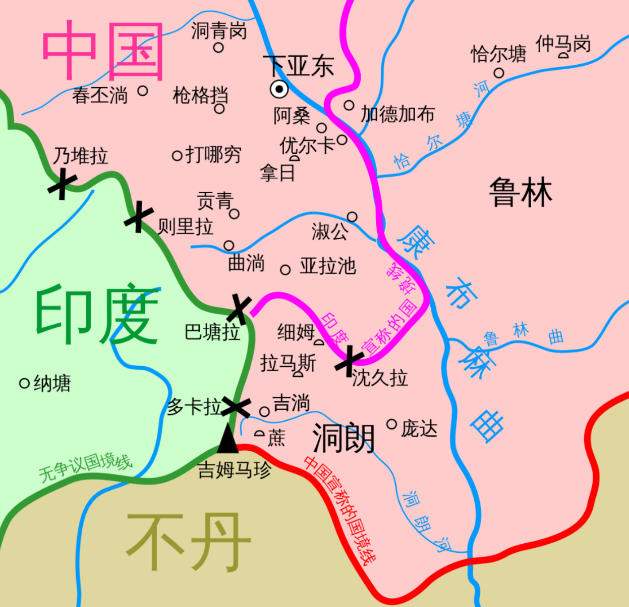 中国
洞青岗
下亚东
恰尔塘
仲马岗
春丕淌
枪格挡
阿桑
加德加布
恰尔塘河
乃堆拉
打哪穷
优尔卡
拿日
鲁林
则里拉
贡青
淑公
康布麻曲
曲淌
亚拉池
印度
巴塘拉
细姆
印度宣称的国境线
鲁林曲
拉马斯
沈久拉
纳塘
多卡拉
吉淌
洞朗
庞达
蔗
无争议国境线
吉姆马珍
中国宣称的国境线
洞朗河
不丹